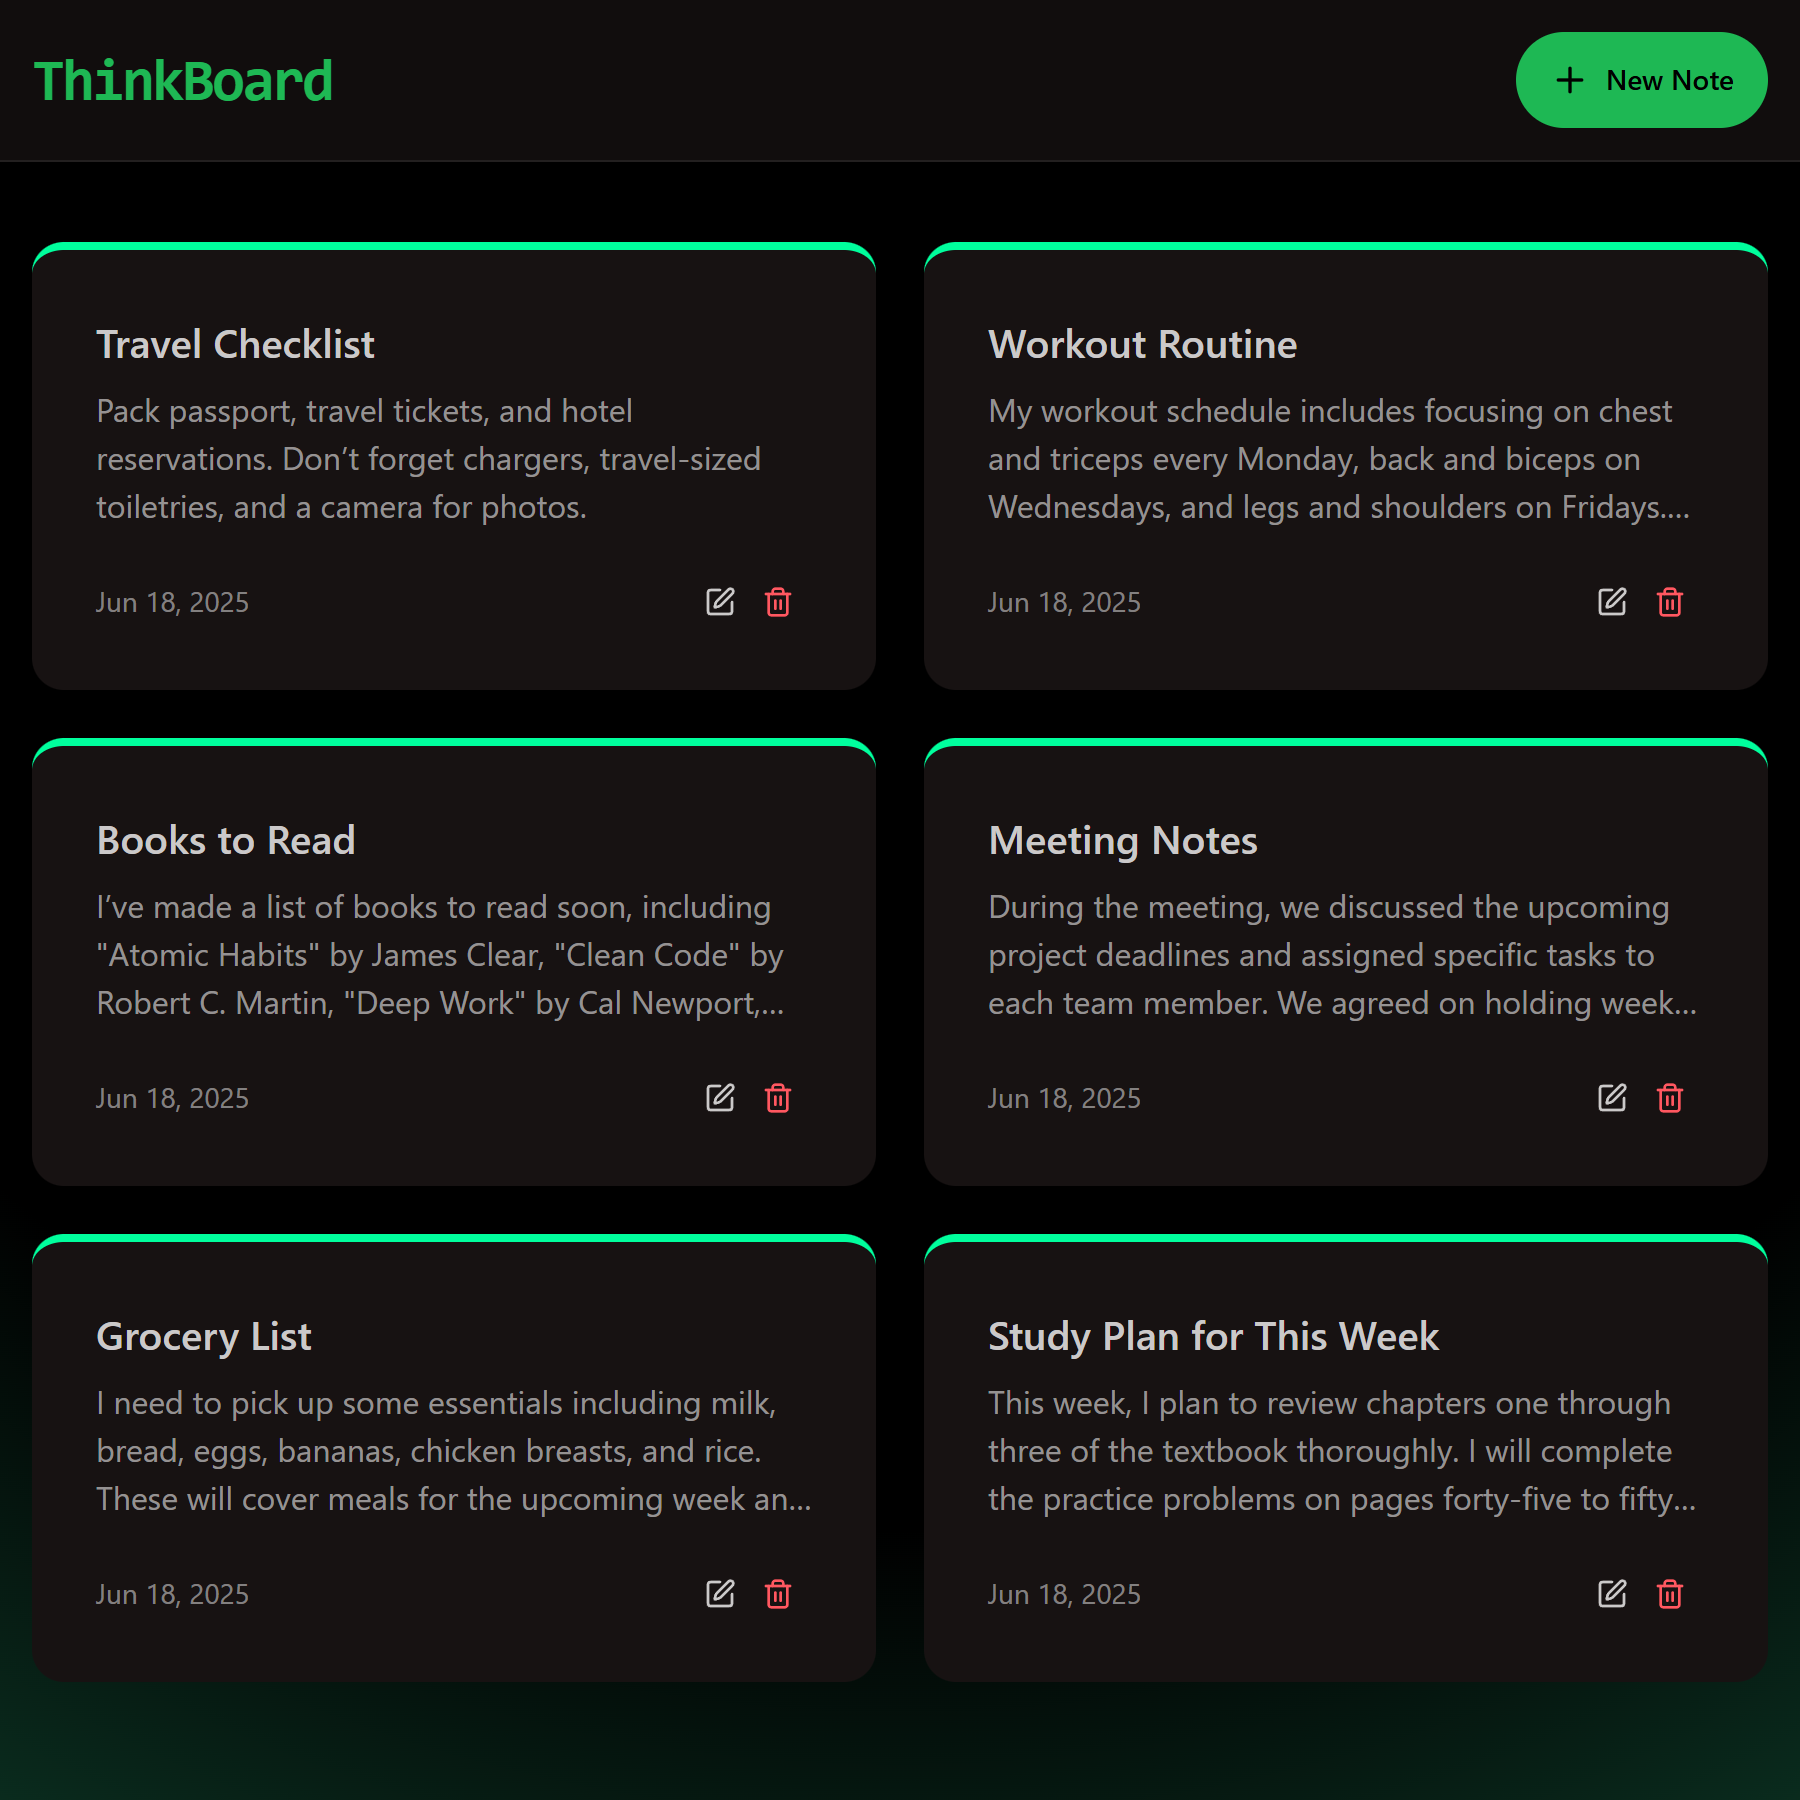 ThinkBoard
New Note
Travel Checklist
Pack passport, travel tickets, and hotel
reservations. Don’t forget chargers, travel-sized
toiletries, and a camera for photos.
Jun 18, 2025
Workout Routine
My workout schedule includes focusing on chest
and triceps every Monday, back and biceps on
Wednesdays, and legs and shoulders on Fridays....
Jun 18, 2025
Books to Read
I’ve made a list of books to read soon, including
"Atomic Habits" by James Clear, "Clean Code" by
Robert C. Martin, "Deep Work" by Cal Newport,...
Jun 18, 2025
Meeting Notes
During the meeting, we discussed the upcoming
project deadlines and assigned specific tasks to
each team member. We agreed on holding week...
Jun 18, 2025
Grocery List
I need to pick up some essentials including milk,
bread, eggs, bananas, chicken breasts, and rice.
These will cover meals for the upcoming week an...
Jun 18, 2025
Study Plan for This Week
This week, I plan to review chapters one through
three of the textbook thoroughly. I will complete
the practice problems on pages forty-five to fifty...
Jun 18, 2025